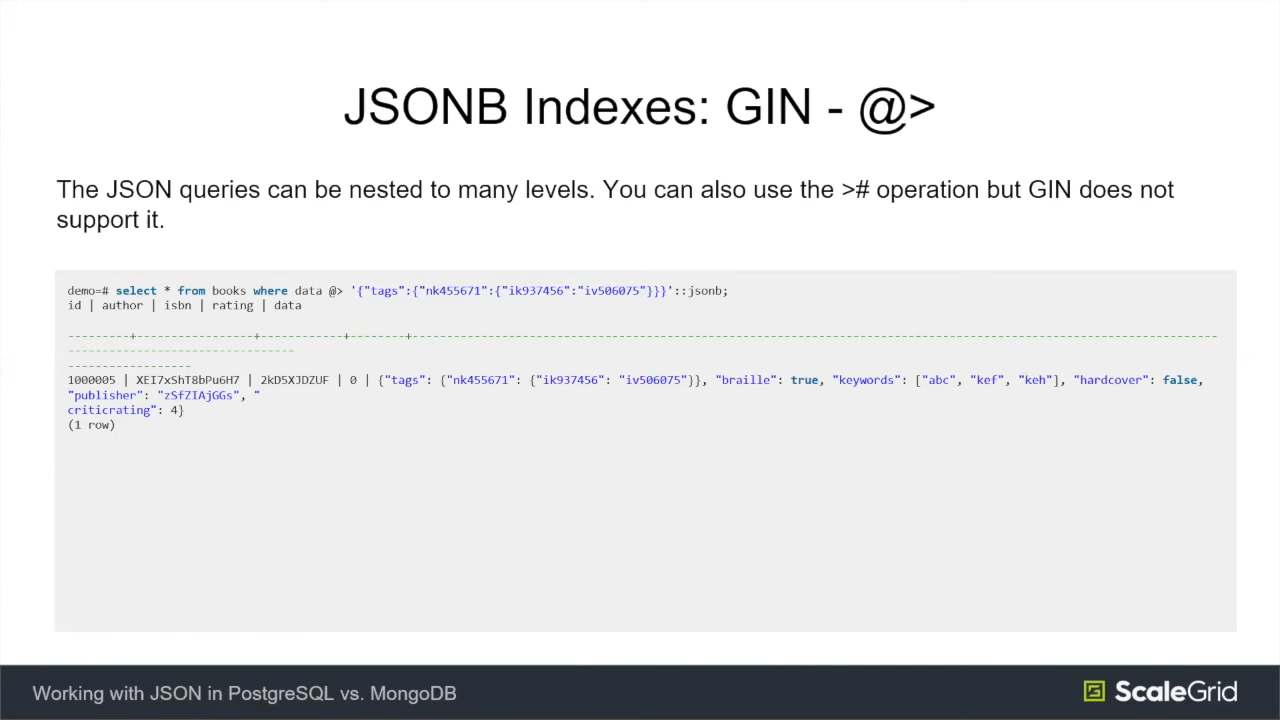 JSONB Indexes: GIN - @>
The JSON queries can be nested to many levels. You can also use the ># operation but GIN does not
support it.
demo=# select * from books where data @> '{"tags":{"nk455671":{"ik937456":"iv506075"}}}'::jsonb;
id | author | isbn | rating | data
---------+-----------------+------------+--------+-----------------------------------------------------------------------------------------------------------
------------------------------
------------------
1000005 | XEI7xShT8bPu6H7 | 2kD5XJDZUF | 0 | {"tags": {"nk455671": {"ik937456": "iv506075"}}, "braille": true, "keywords": ["abc", "kef", "keh"], "hardcover": false,
"publisher": "zSfZIAjGGs", "
criticrating": 4}
(1 row)
Working with JSON in PostgreSQL vs. MongoDB
ScaleGrid